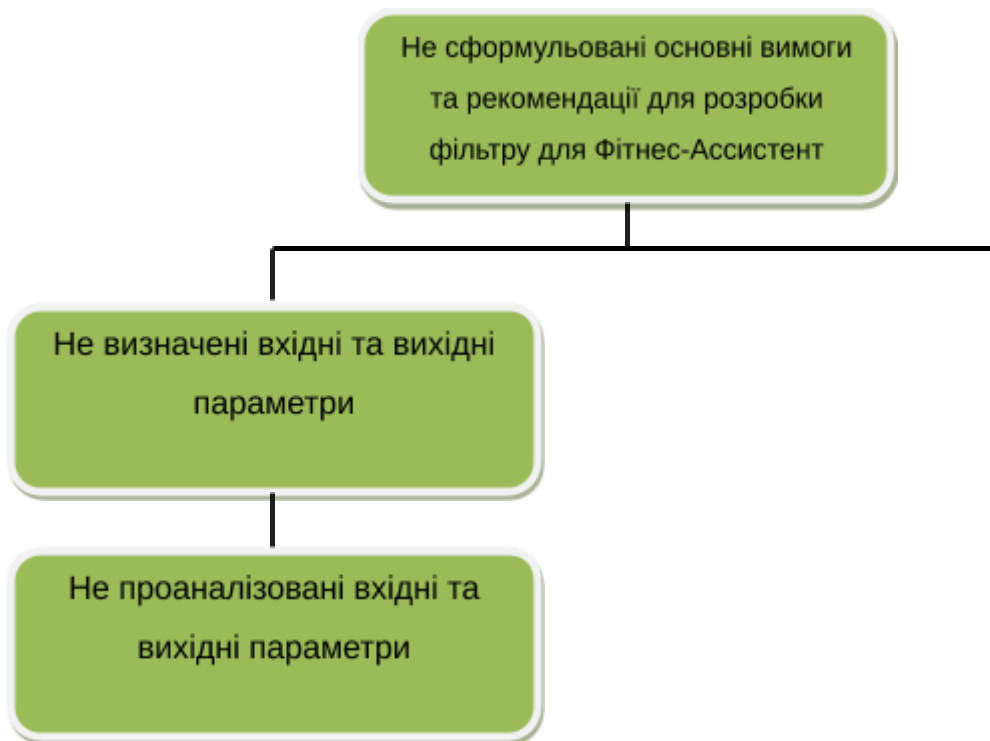 Не сформульовані основні вимоги
та рекомендації для розробки
фільтру для Фітнес-Ассистент
Не визначені вхідні та вихідні
параметри
Не проаналізовані вхідні та
вихідні параметри